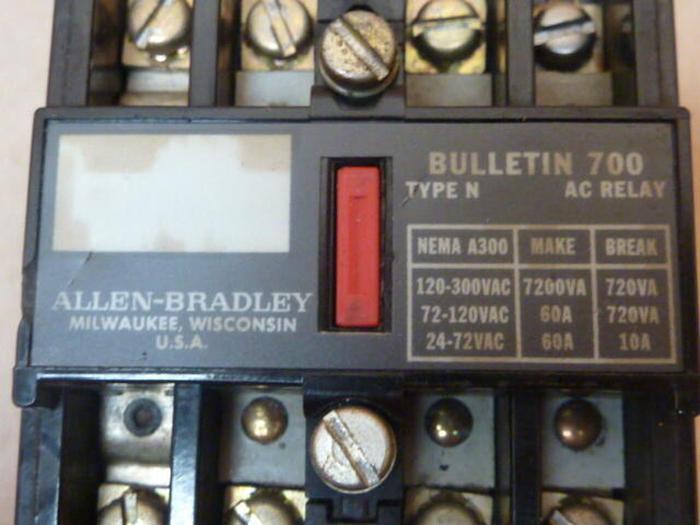 BULLETIN 700
TYPE N AC RELAY
NEMA A300 MAKE BREAK
120-300VAC 7200VA 720VA
72-120VAC 60A 720VA
24-72VAC 60A 10A
ALLEN-BRADLEY
MILWAUKEE, WISCONSIN
U.S.A.